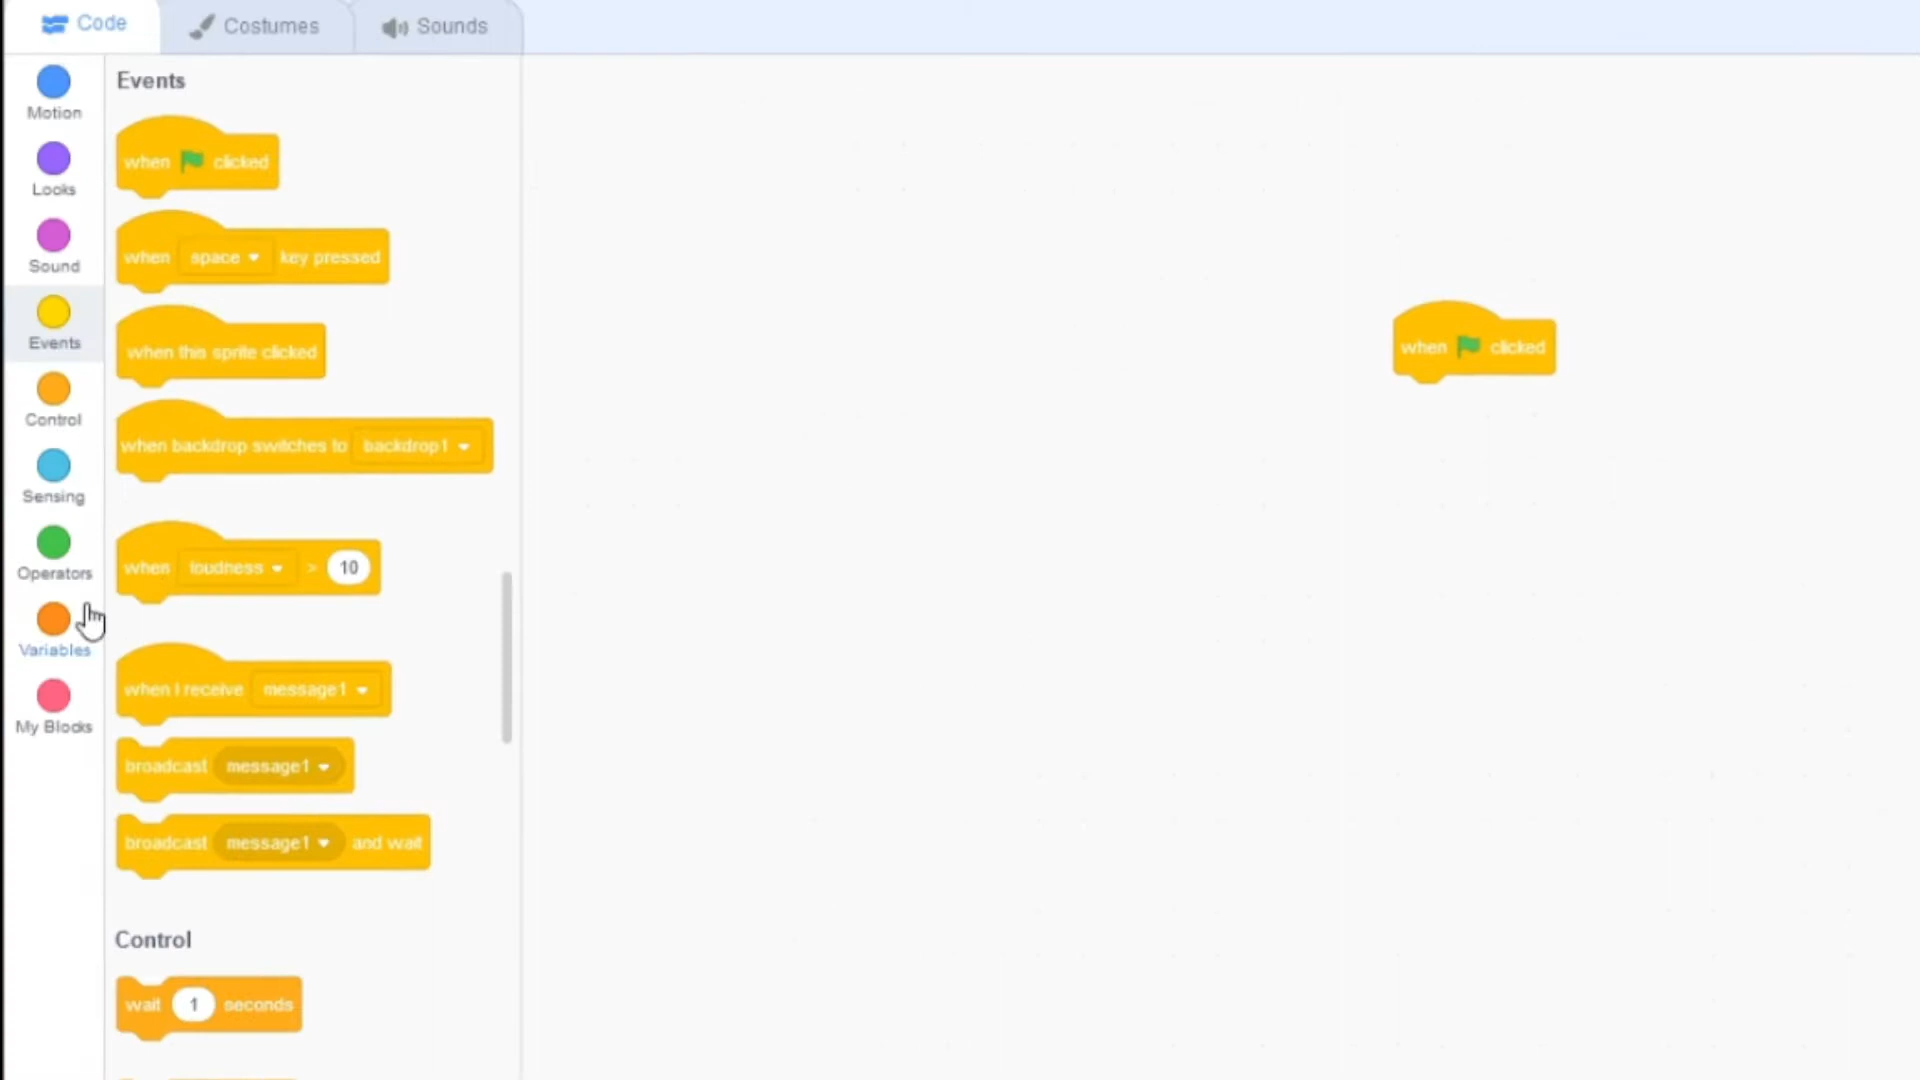 Code Costumes Sounds
Motion
Looks
Sound
Events
Control
Sensing
Operators
Variables
My Blocks
Events
when clicked
when space key pressed
when this sprite clicked
when backdrop switches to backdrop1
when loudness > 10
when I receive message1
broadcast message1
broadcast message1 and wait
Control
wait 1 seconds
when clicked